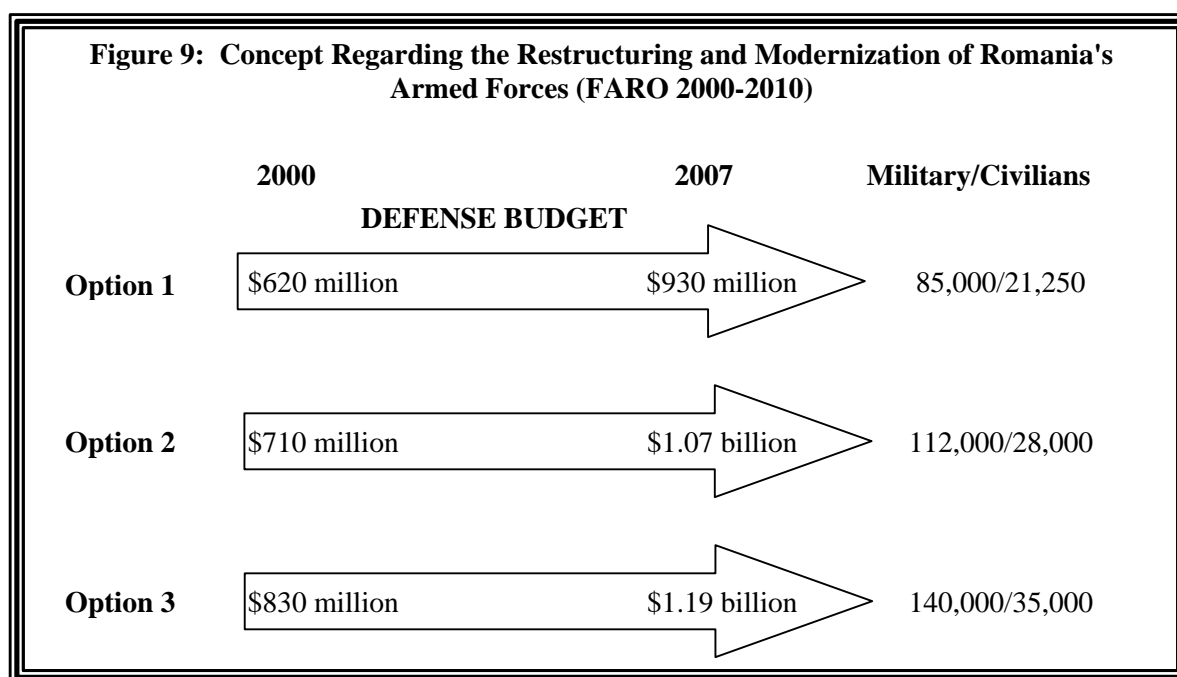 Figure 9: Concept Regarding the Restructuring and Modernization of Romania's
Armed Forces (FARO 2000-2010)
2000 2007 Military/Civilians
DEFENSE BUDGET
Option 1 $620 million $930 million 85,000/21,250
Option 2 $710 million $1.07 billion 112,000/28,000
Option 3 $830 million $1.19 billion 140,000/35,000